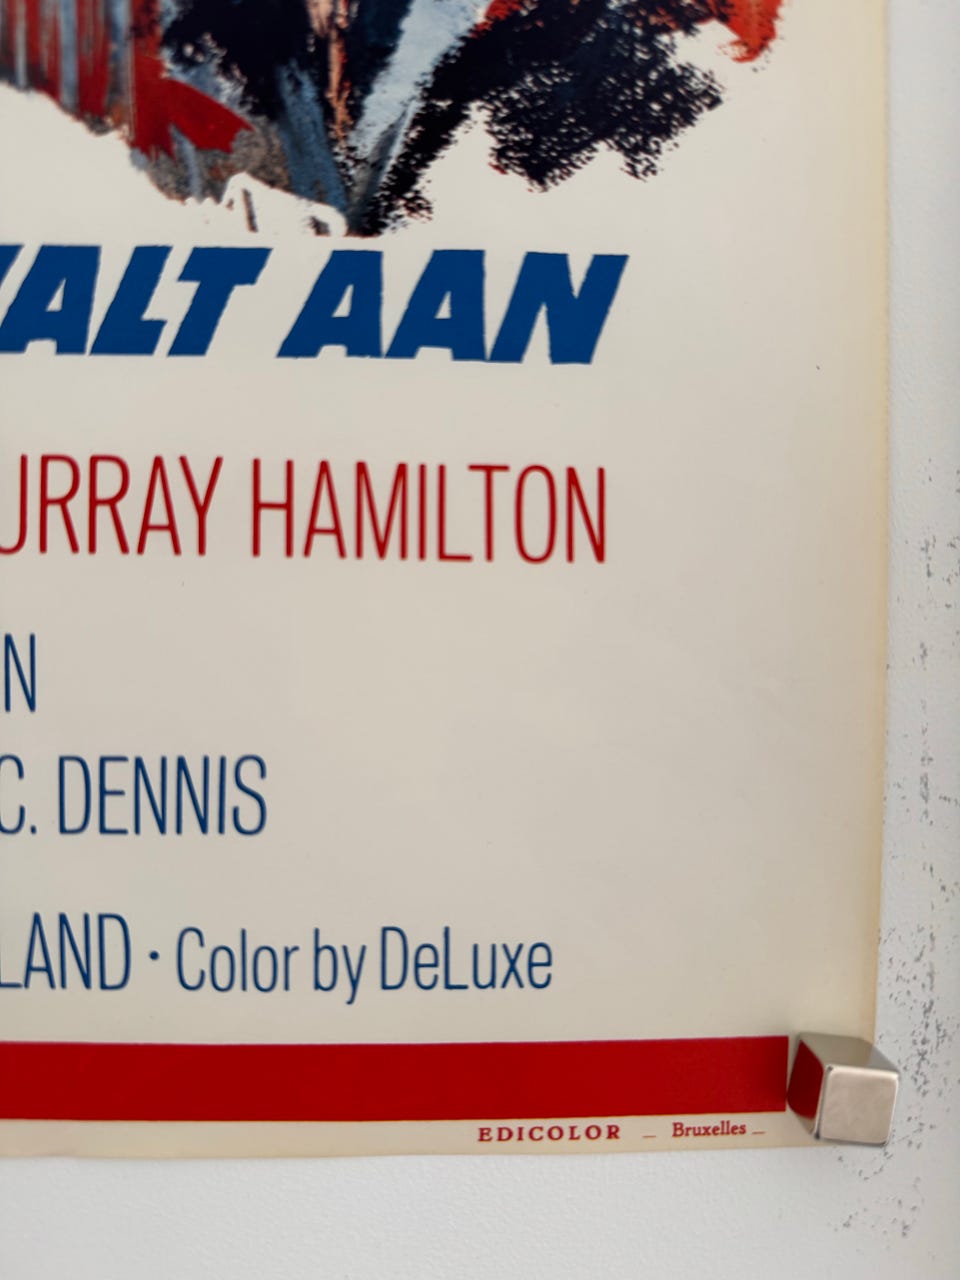 ALT AAN
URRAY HAMILTON
N
C. DENNIS
LAND · Color by DeLuxe
EDICOLOR _ Bruxelles _